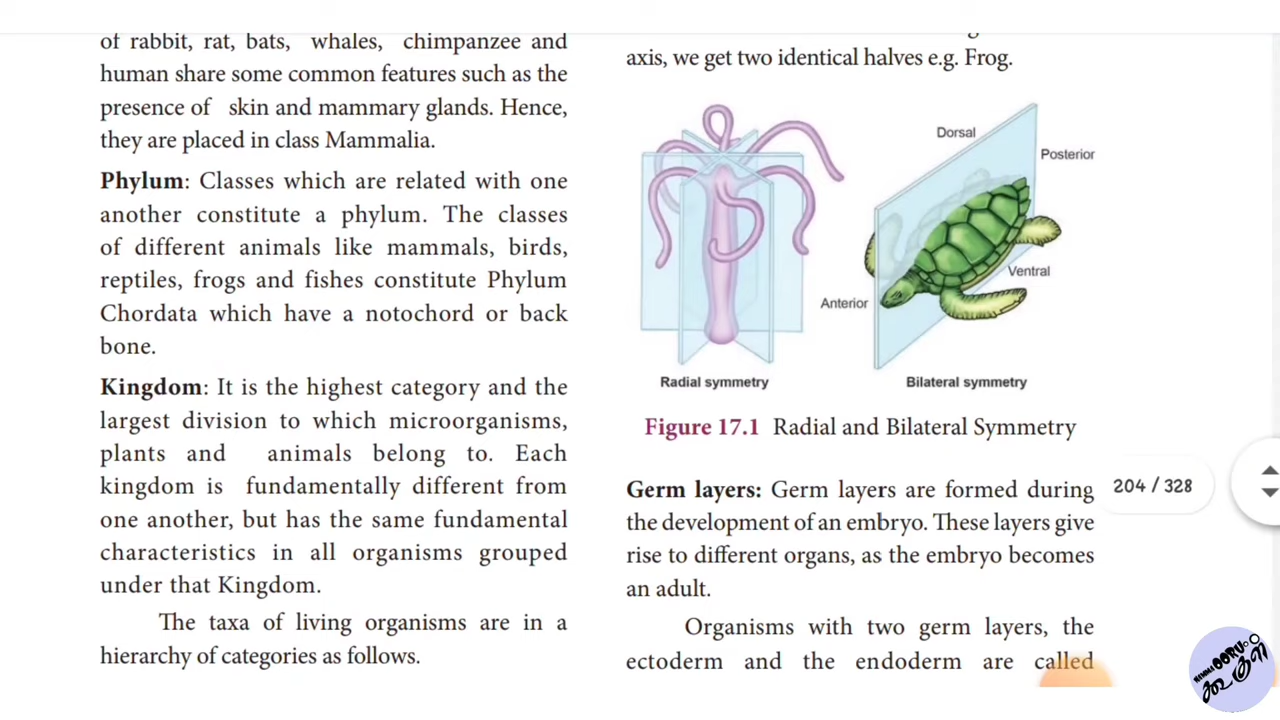 of rabbit, rat, bats, whales, chimpanzee and
human share some common features such as the
presence of skin and mammary glands. Hence,
they are placed in class Mammalia.
Phylum: Classes which are related with one
another constitute a phylum. The classes
of different animals like mammals, birds,
reptiles, frogs and fishes constitute Phylum
Chordata which have a notochord or back
bone.
Kingdom: It is the highest category and the
largest division to which microorganisms,
plants and animals belong to. Each
kingdom is fundamentally different from
one another, but has the same fundamental
characteristics in all organisms grouped
under that Kingdom.
The taxa of living organisms are in a
hierarchy of categories as follows.
axis, we get two identical halves e.g. Frog.
Dorsal
Posterior
Ventral
Anterior
Radial symmetry
Bilateral symmetry
Figure 17.1 Radial and Bilateral Symmetry
Germ layers: Germ layers are formed during
the development of an embryo. These layers give
rise to different organs, as the embryo becomes
an adult.
Organisms with two germ layers, the
ectoderm and the endoderm are called
204 / 328